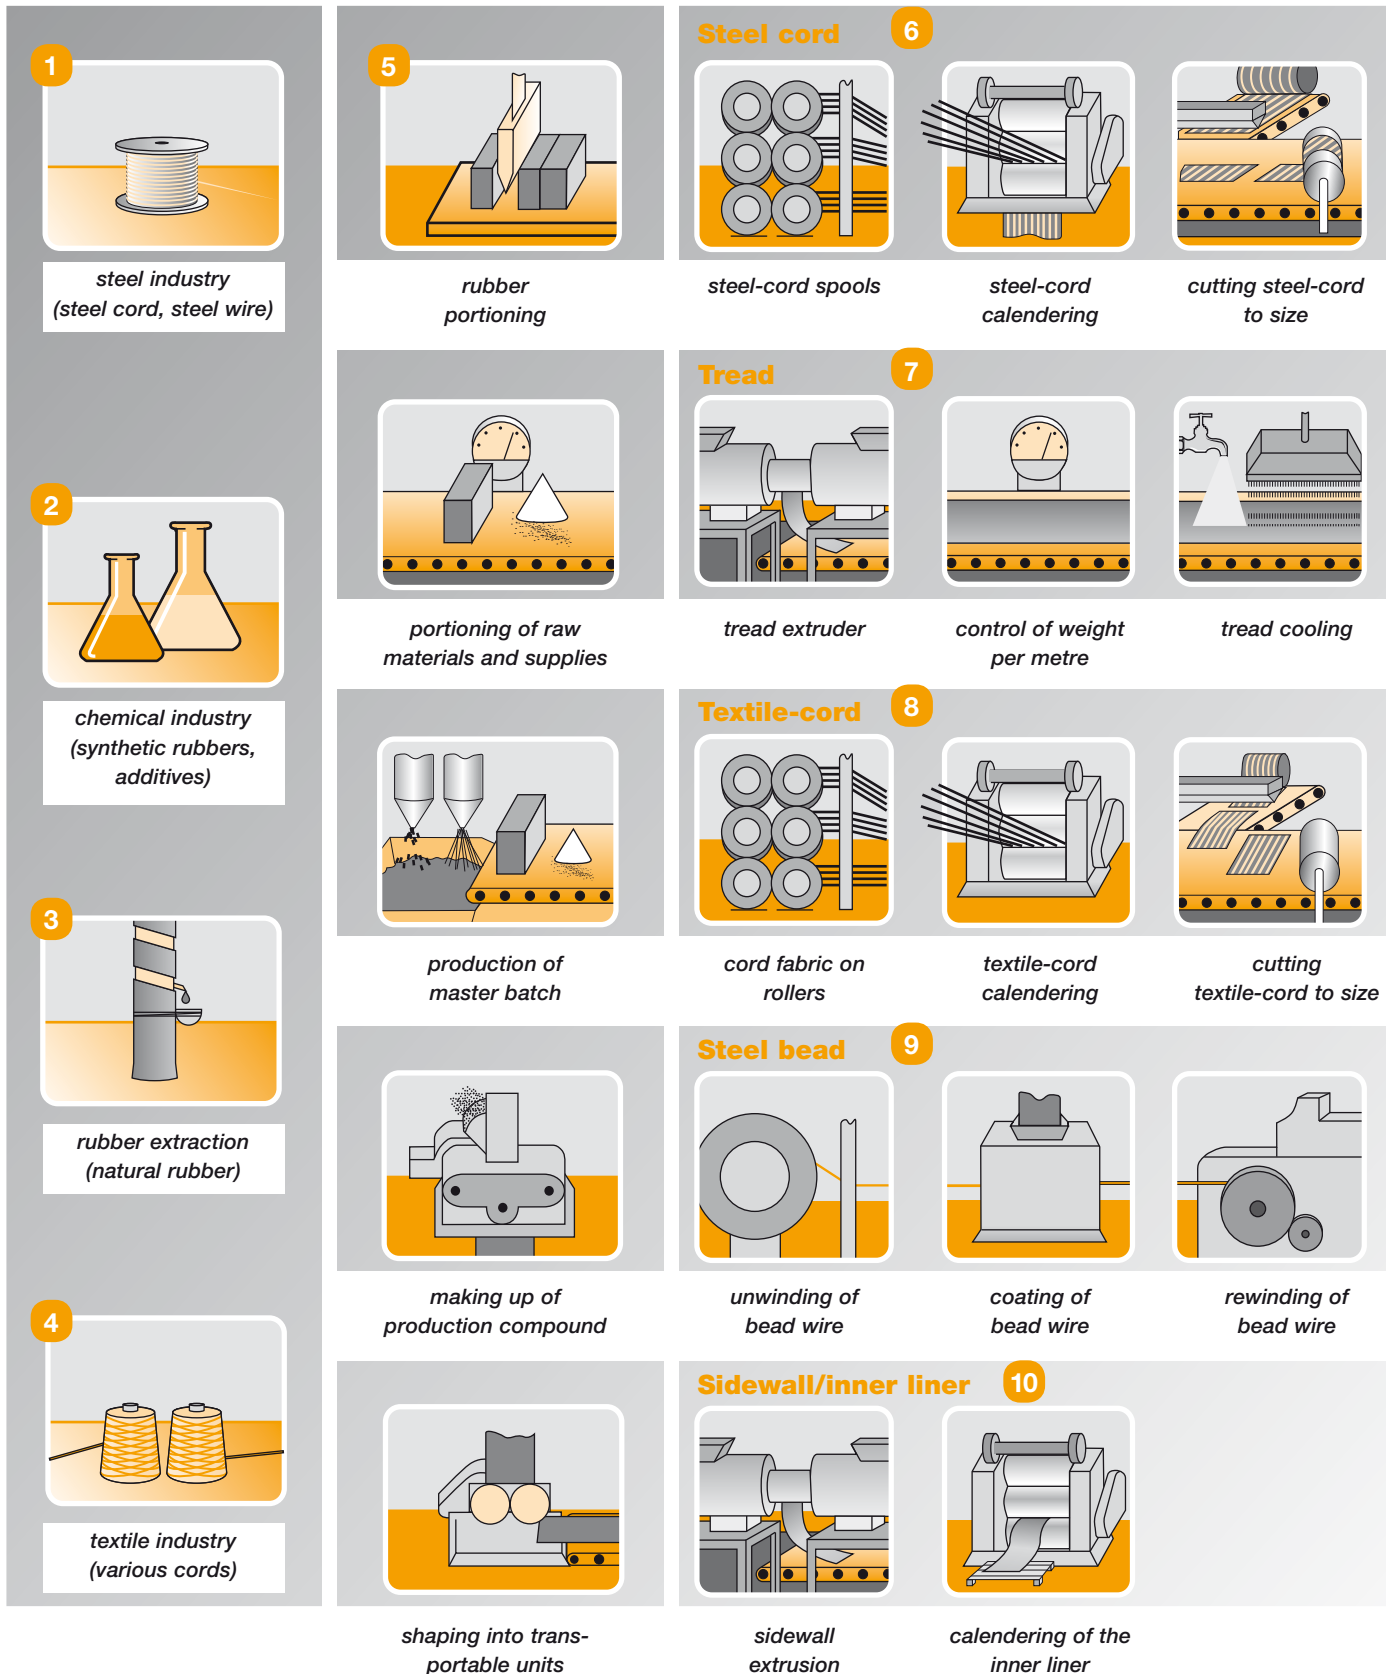 1
steel industry
(steel cord, steel wire)
2
chemical industry
(synthetic rubbers,
additives)
3
rubber extraction
(natural rubber)
4
textile industry
(various cords)
5
rubber
portioning
portioning of raw
materials and supplies
production of
master batch
making up of
production compound
shaping into trans-
portable units
Steel cord 6
steel-cord spools
steel-cord
calendering
cutting steel-cord
to size
Tread 7
tread extruder
control of weight
per metre
tread cooling
Textile-cord 8
cord fabric on
rollers
textile-cord
calendering
cutting
textile-cord to size
Steel bead 9
unwinding of
bead wire
coating of
bead wire
rewinding of
bead wire
Sidewall/inner liner 10
sidewall
extrusion
calendering of the
inner liner